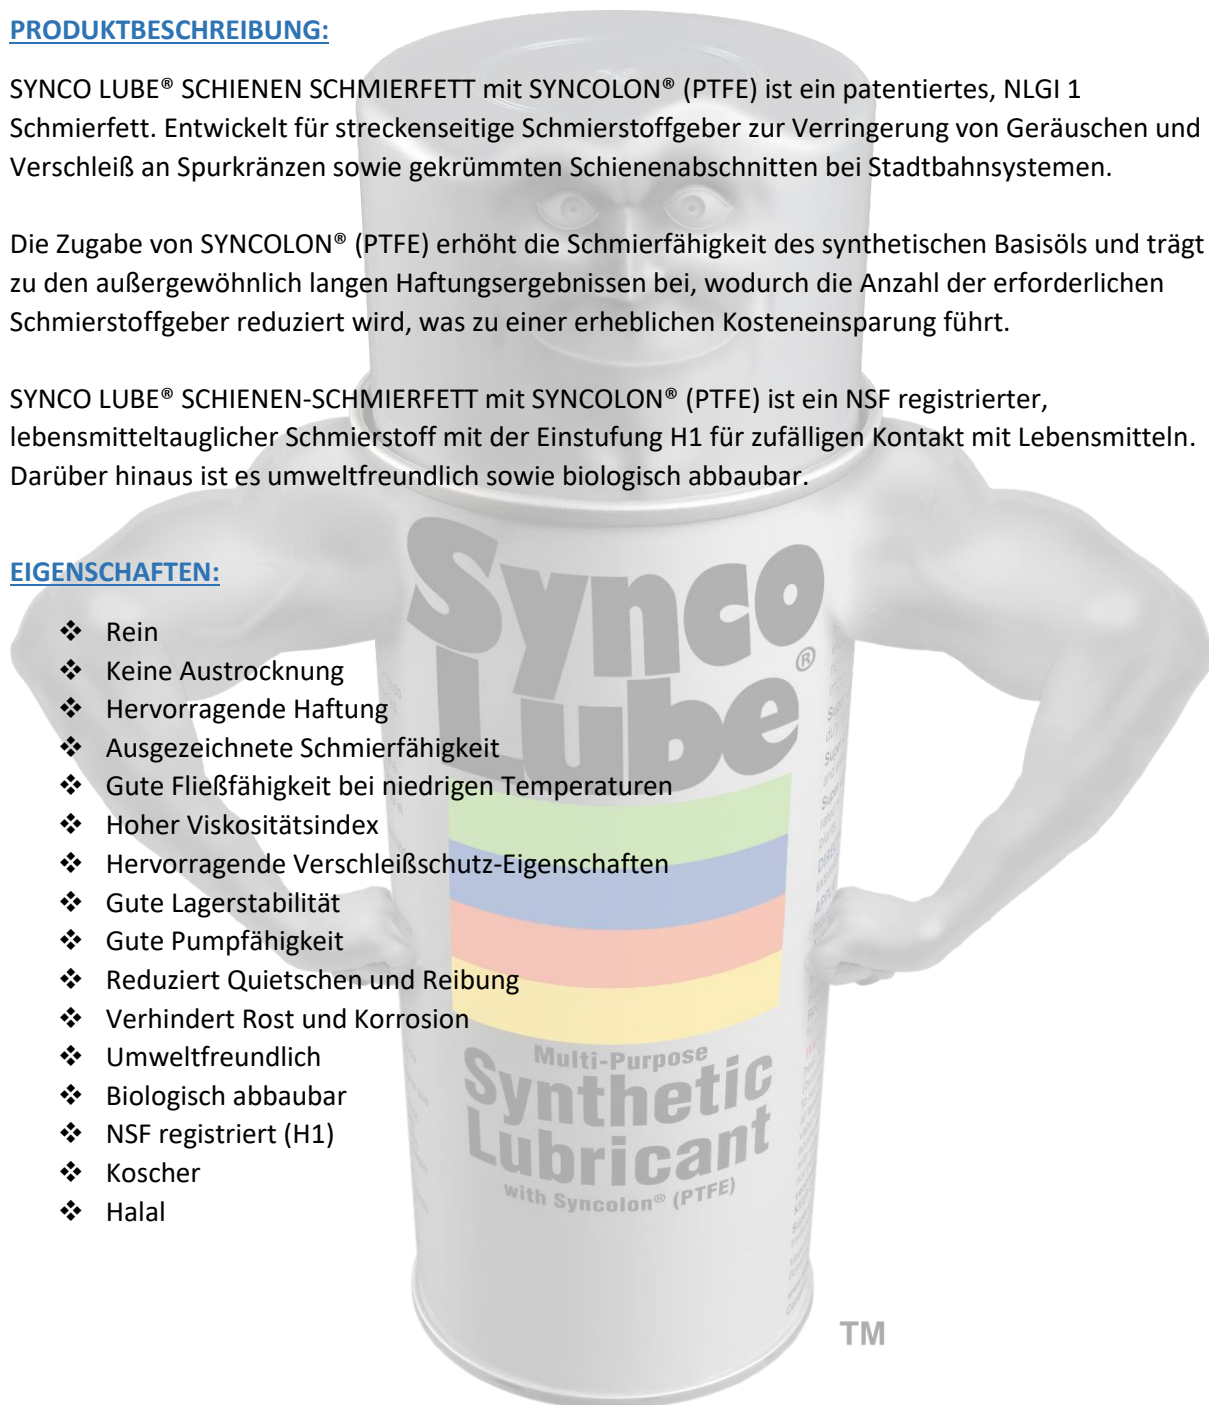 PRODUKTBESCHREIBUNG:
SYNCO LUBE® SCHIENEN SCHMIERFETT mit SYNCOLON® (PTFE) ist ein patentiertes, NLGI 1
Schmierfett. Entwickelt für streckenseitige Schmierstoffgeber zur Verringerung von Geräuschen und
Verschleiß an Spurkränzen sowie gekrümmten Schienenabschnitten bei Stadtbahnsystemen.
Die Zugabe von SYNCOLON® (PTFE) erhöht die Schmierfähigkeit des synthetischen Basisöls und trägt
zu den außergewöhnlich langen Haftungsergebnissen bei, wodurch die Anzahl der erforderlichen
Schmierstoffgeber reduziert wird, was zu einer erheblichen Kosteneinsparung führt.
SYNCO LUBE® SCHIENEN-SCHMIERFETT mit SYNCOLON® (PTFE) ist ein NSF registrierter,
lebensmitteltauglicher Schmierstoff mit der Einstufung H1 für zufälligen Kontakt mit Lebensmitteln.
Darüber hinaus ist es umweltfreundlich sowie biologisch abbaubar.
EIGENSCHAFTEN:
❖ Rein
❖ Keine Austrocknung
❖ Hervorragende Haftung
❖ Ausgezeichnete Schmierfähigkeit
❖ Gute Fließfähigkeit bei niedrigen Temperaturen
❖ Hoher Viskositätsindex
❖ Hervorragende Verschleißschutz-Eigenschaften
❖ Gute Lagerstabilität
❖ Gute Pumpfähigkeit
❖ Reduziert Quietschen und Reibung
❖ Verhindert Rost und Korrosion
❖ Umweltfreundlich
❖ Biologisch abbaubar
❖ NSF registriert (H1)
❖ Koscher
❖ Halal
Synco
Lube®
Multi-Purpose
Synthetic
Lubricant
with Syncolon® (PTFE)
TM